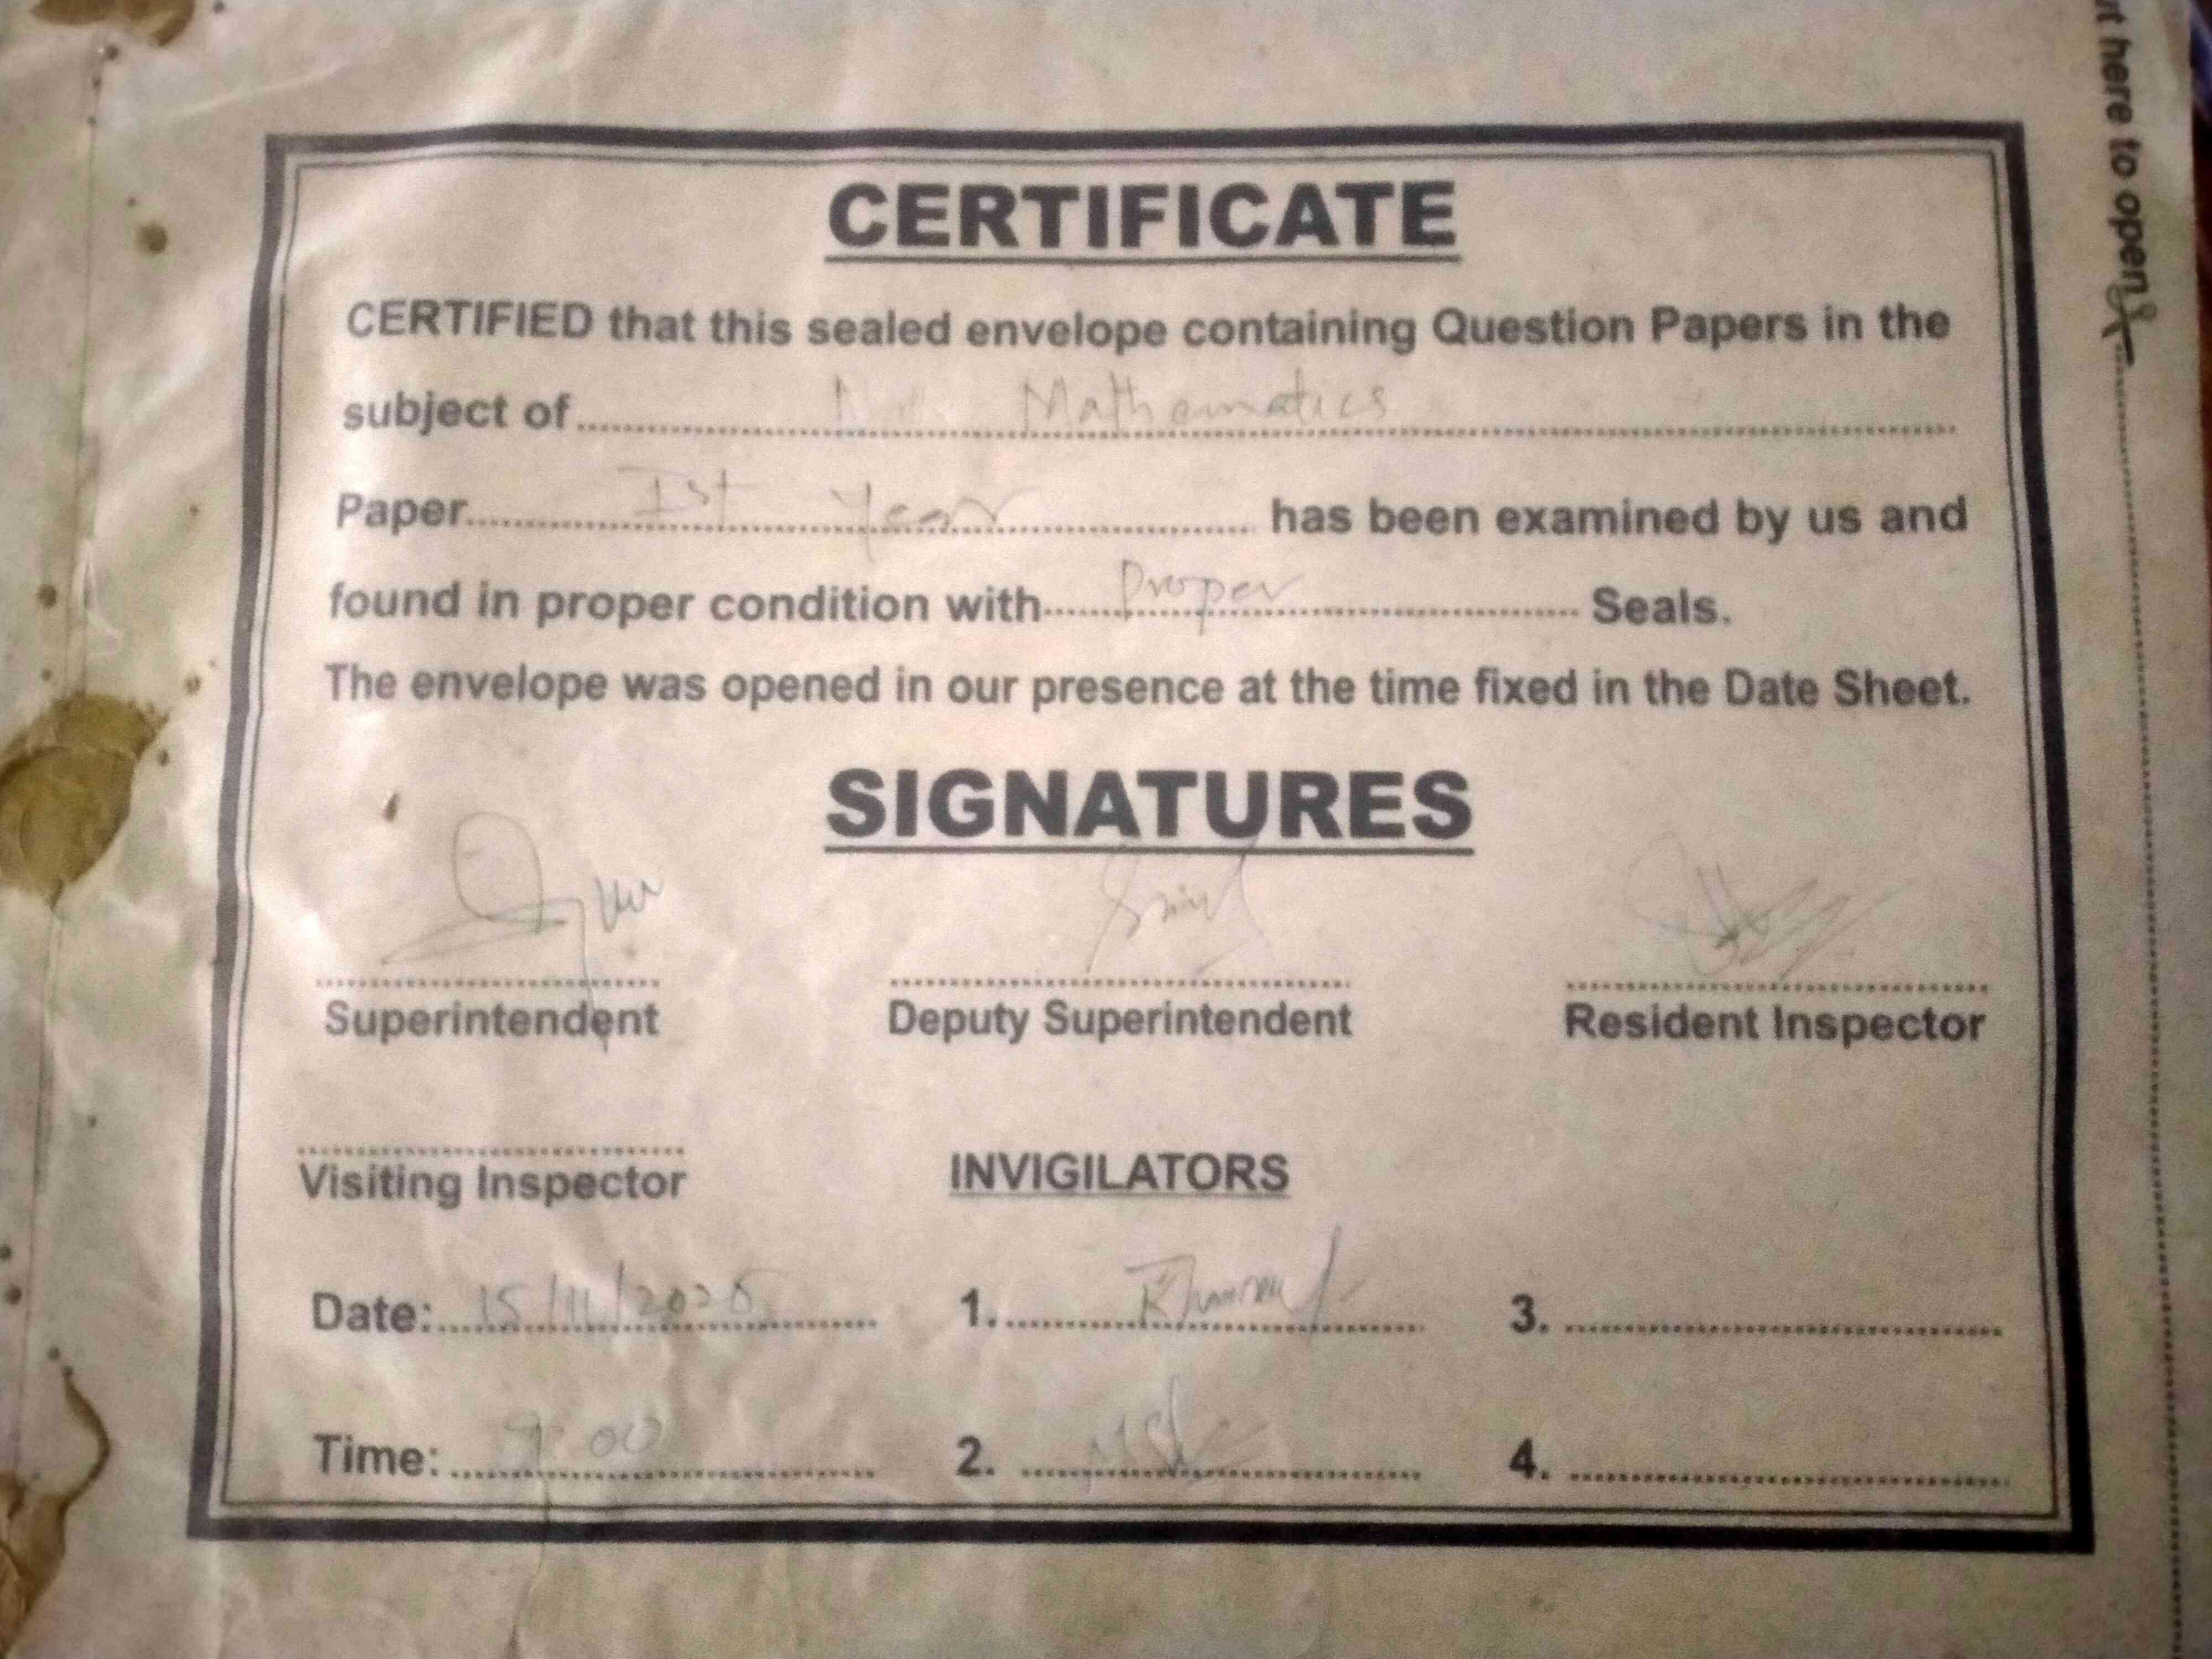 ut here to open
CERTIFICATE
CERTIFIED that this sealed envelope containing Question Papers in the
subject of Mathematics
Paper Ist Year has been examined by us and
found in proper condition with Proper Seals.
The envelope was opened in our presence at the time fixed in the Date Sheet.
SIGNATURES
Superintendent Deputy Superintendent Resident Inspector
Visiting Inspector INVIGILATORS
Date: 15/11/2025 1. 3.
Time: 9:00 2. 4.